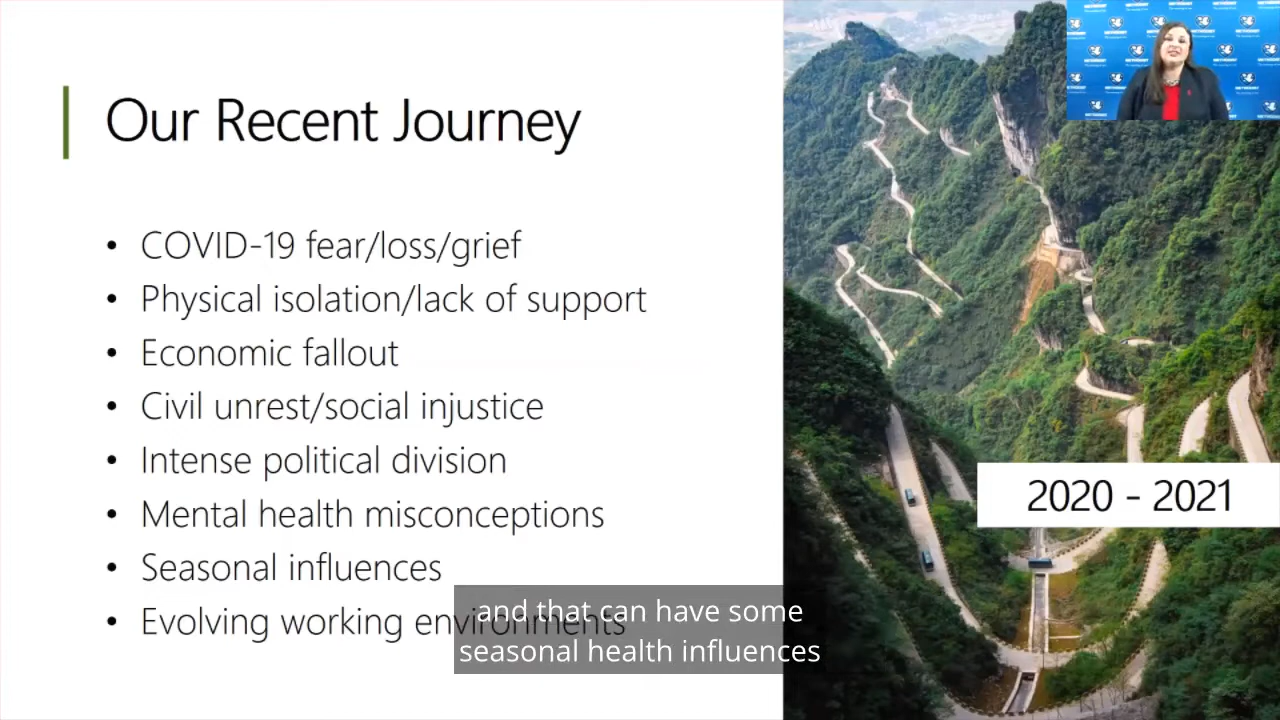 Our Recent Journey
• COVID-19 fear/loss/grief
• Physical isolation/lack of support
• Economic fallout
• Civil unrest/social injustice
• Intense political division
• Mental health misconceptions
• Seasonal influences
• Evolving working environments
and that can have some
seasonal health influences
2020 - 2021
METHODIST